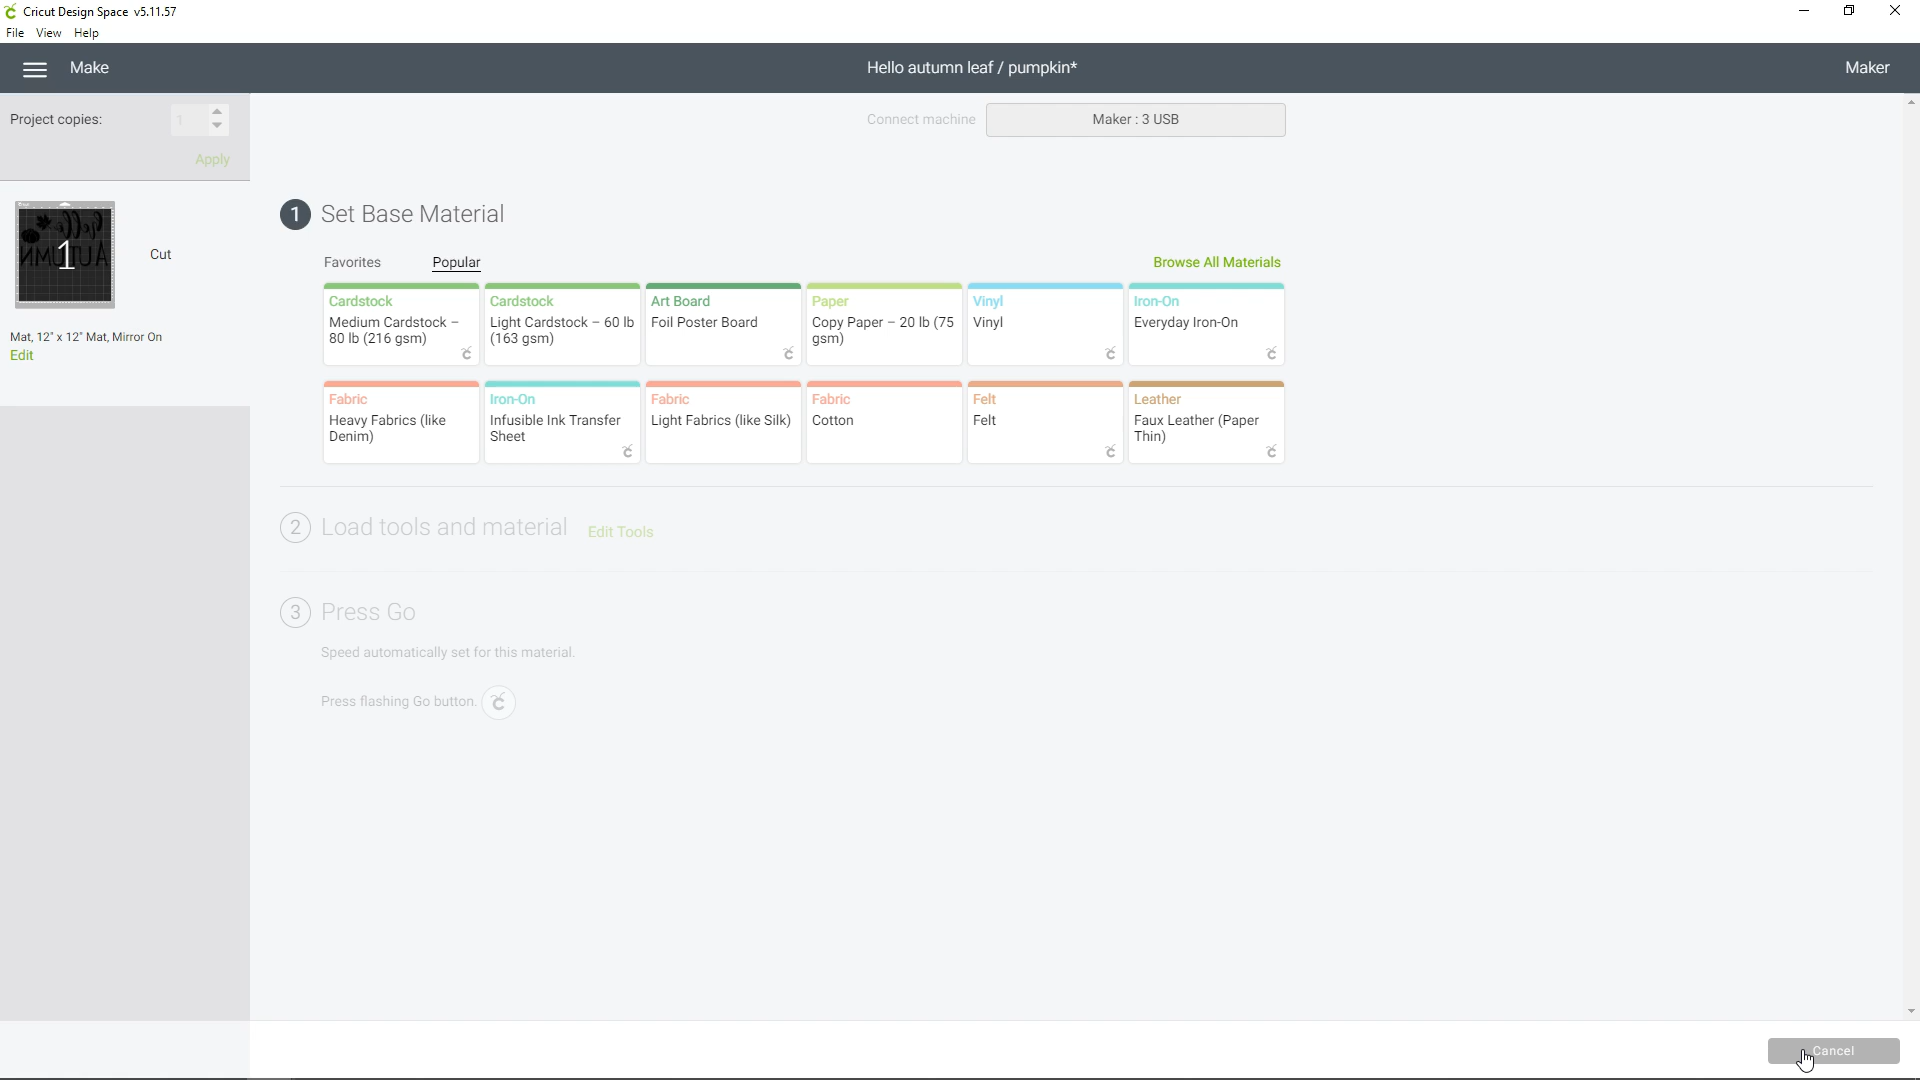 Cricut Design Space v5.11.57
File View Help
Make
Hello autumn leaf / pumpkin*
Maker
Project copies: 1
Apply
Connect machine
Maker : 3 USB
1
Cut
Mat, 12" x 12" Mat, Mirror On
Edit
1 Set Base Material
Favorites Popular Browse All Materials
Cardstock
Medium Cardstock –
80 lb (216 gsm)
Cardstock
Light Cardstock – 60 lb
(163 gsm)
Art Board
Foil Poster Board
Paper
Copy Paper – 20 lb (75
gsm)
Vinyl
Vinyl
Iron-On
Everyday Iron-On
Fabric
Heavy Fabrics (like
Denim)
Iron-On
Infusible Ink Transfer
Sheet
Fabric
Light Fabrics (like Silk)
Fabric
Cotton
Felt
Felt
Leather
Faux Leather (Paper
Thin)
2 Load tools and material Edit Tools
3 Press Go
Speed automatically set for this material.
Press flashing Go button.
Cancel